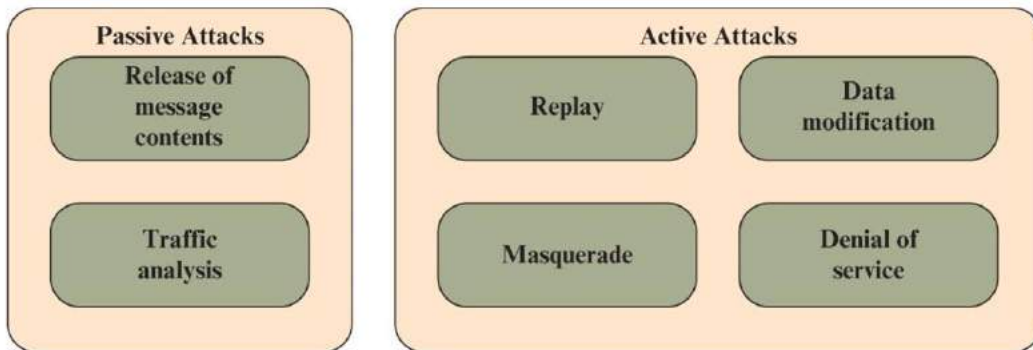 Passive Attacks
Release of
message
contents
Traffic
analysis
Active Attacks
Replay
Data
modification
Masquerade
Denial of
service